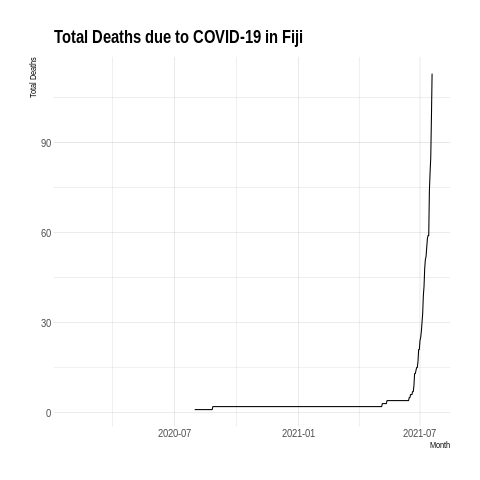 Total Deaths due to COVID-19 in Fiji
Total Deaths
90
60
30
0
2020-07
2021-01
2021-07
Month